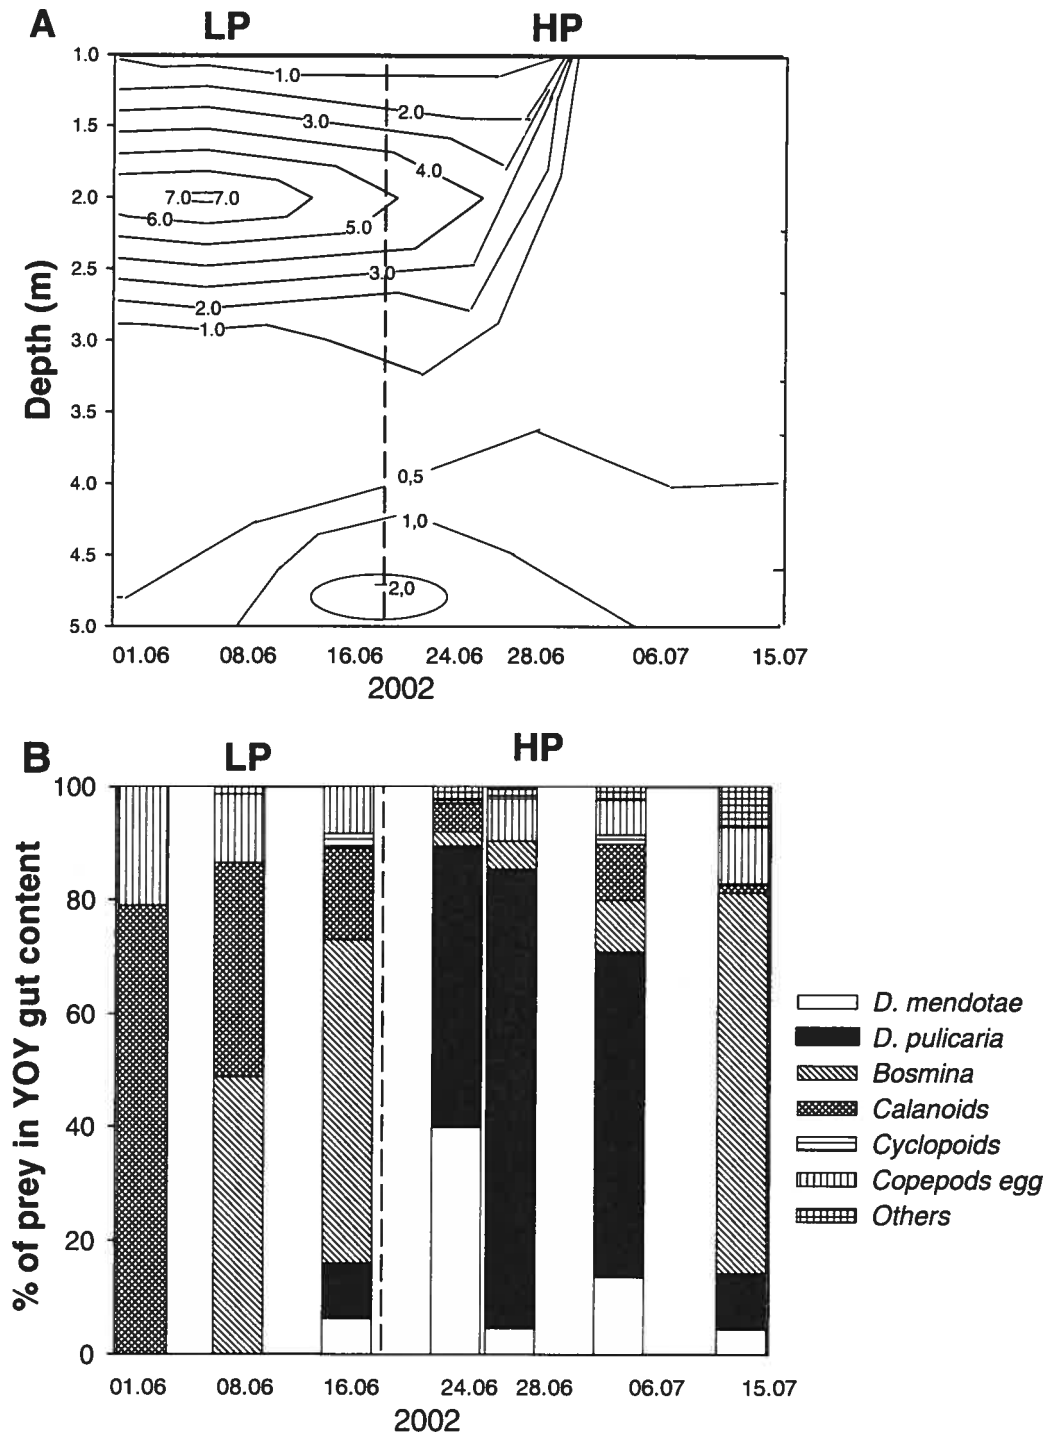 A LP HP
1.0
1.0
2.0
1.5
3.0
4.0
2.0
7.0 7.0
6.0
5.0
2.5
3.0
2.0
1.0
3.0
3.5
0,5
4.0
1,0
4.5
2,0
5.0
Depth (m)
01.06 08.06 16.06 24.06 28.06 06.07 15.07
2002
B LP HP
100
80
60
40
20
0
% of prey in YOY gut content
D. mendotae
D. pulicaria
Bosmina
Calanoids
Cyclopoids
Copepods egg
Others
01.06 08.06 16.06 24.06 28.06 06.07 15.07
2002